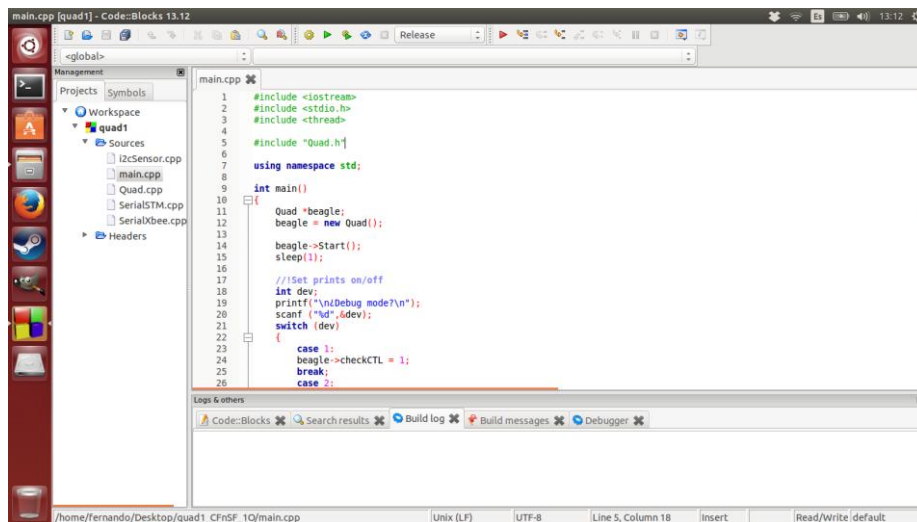 main.cpp [quad1] - Code::Blocks 13.12
Es
13:12
Release
<global>
Management
Projects Symbols
Workspace
quad1
Sources
i2cSensor.cpp
main.cpp
Quad.cpp
SerialSTM.cpp
SerialXbee.cpp
Headers
main.cpp
1 #include <iostream>
2 #include <stdio.h>
3 #include <thread>
4
5 #include "Quad.h"
6
7 using namespace std;
8
9 int main()
10 {
11 Quad *beagle;
12 beagle = new Quad();
13
14 beagle->Start();
15 sleep(1);
16
17 //!Set prints on/off
18 int dev;
19 printf("\n¿Debug mode?\n");
20 scanf ("%d",&dev);
21 switch (dev)
22 {
23 case 1:
24 beagle->checkCTL = 1;
25 break;
26 case 2:
Logs & others
Code::Blocks Search results Build log Build messages Debugger
/home/fernando/Desktop/quad1_CFnSF_1O/main.cpp Unix (LF) UTF-8 Line 5, Column 18 Insert Read/Write default